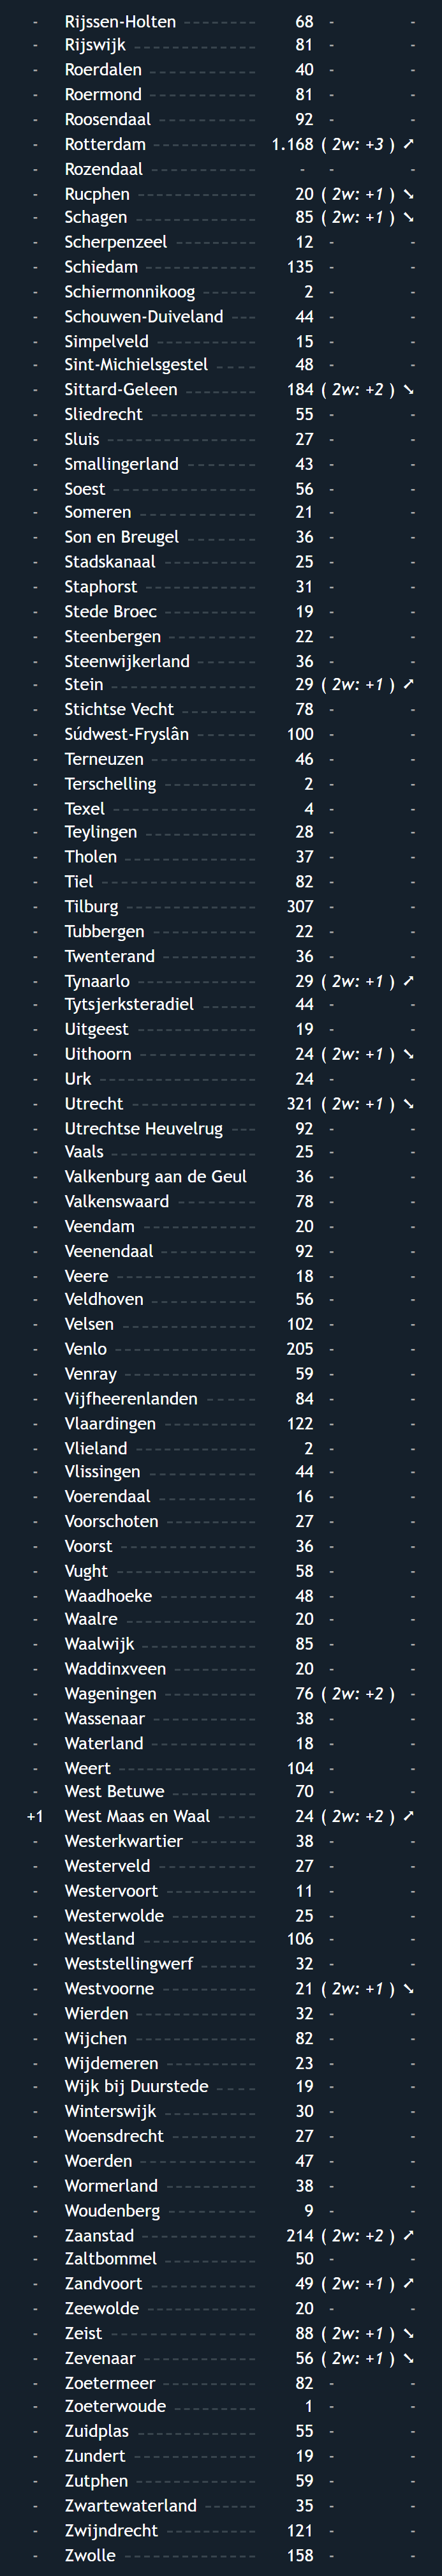 - Rijssen-Holten 68 - -
- Rijswijk 81 - -
- Roerdalen 40 - -
- Roermond 81 - -
- Roosendaal 92 - -
- Rotterdam 1.168 ( 2w: +3 ) ➚
- Rozendaal - - -
- Rucphen 20 ( 2w: +1 ) ➘
- Schagen 85 ( 2w: +1 ) ➘
- Scherpenzeel 12 - -
- Schiedam 135 - -
- Schiermonnikoog 2 - -
- Schouwen-Duiveland 44 - -
- Simpelveld 15 - -
- Sint-Michielsgestel 48 - -
- Sittard-Geleen 184 ( 2w: +2 ) ➘
- Sliedrecht 55 - -
- Sluis 27 - -
- Smallingerland 43 - -
- Soest 56 - -
- Someren 21 - -
- Son en Breugel 36 - -
- Stadskanaal 25 - -
- Staphorst 31 - -
- Stede Broec 19 - -
- Steenbergen 22 - -
- Steenwijkerland 36 - -
- Stein 29 ( 2w: +1 ) ➚
- Stichtse Vecht 78 - -
- Súdwest-Fryslân 100 - -
- Terneuzen 46 - -
- Terschelling 2 - -
- Texel 4 - -
- Teylingen 28 - -
- Tholen 37 - -
- Tiel 82 - -
- Tilburg 307 - -
- Tubbergen 22 - -
- Twenterand 36 - -
- Tynaarlo 29 ( 2w: +1 ) ➚
- Tytsjerksteradiel 44 - -
- Uitgeest 19 - -
- Uithoorn 24 ( 2w: +1 ) ➘
- Urk 24 - -
- Utrecht 321 ( 2w: +1 ) ➘
- Utrechtse Heuvelrug 92 - -
- Vaals 25 - -
- Valkenburg aan de Geul 36 - -
- Valkenswaard 78 - -
- Veendam 20 - -
- Veenendaal 92 - -
- Veere 18 - -
- Veldhoven 56 - -
- Velsen 102 - -
- Venlo 205 - -
- Venray 59 - -
- Vijfheerenlanden 84 - -
- Vlaardingen 122 - -
- Vlieland 2 - -
- Vlissingen 44 - -
- Voerendaal 16 - -
- Voorschoten 27 - -
- Voorst 36 - -
- Vught 58 - -
- Waadhoeke 48 - -
- Waalre 20 - -
- Waalwijk 85 - -
- Waddinxveen 20 - -
- Wageningen 76 ( 2w: +2 )
- Wassenaar 38 - -
- Waterland 18 - -
- Weert 104 - -
- West Betuwe 70 - -
+1 West Maas en Waal 24 ( 2w: +2 ) ➚
- Westerkwartier 38 - -
- Westerveld 27 - -
- Westervoort 11 - -
- Westerwolde 25 - -
- Westland 106 - -
- Weststellingwerf 32 - -
- Westvoorne 21 ( 2w: +1 ) ➘
- Wierden 32 - -
- Wijchen 82 - -
- Wijdemeren 23 - -
- Wijk bij Duurstede 19 - -
- Winterswijk 30 - -
- Woensdrecht 27 - -
- Woerden 47 - -
- Wormerland 38 - -
- Woudenberg 9 - -
- Zaanstad 214 ( 2w: +2 ) ➚
- Zaltbommel 50 - -
- Zandvoort 49 ( 2w: +1 ) ➚
- Zeewolde 20 - -
- Zeist 88 ( 2w: +1 ) ➘
- Zevenaar 56 ( 2w: +1 ) ➘
- Zoetermeer 82 - -
- Zoeterwoude 1 - -
- Zuidplas 55 - -
- Zundert 19 - -
- Zutphen 59 - -
- Zwartewaterland 35 - -
- Zwijndrecht 121 - -
- Zwolle 158 - -